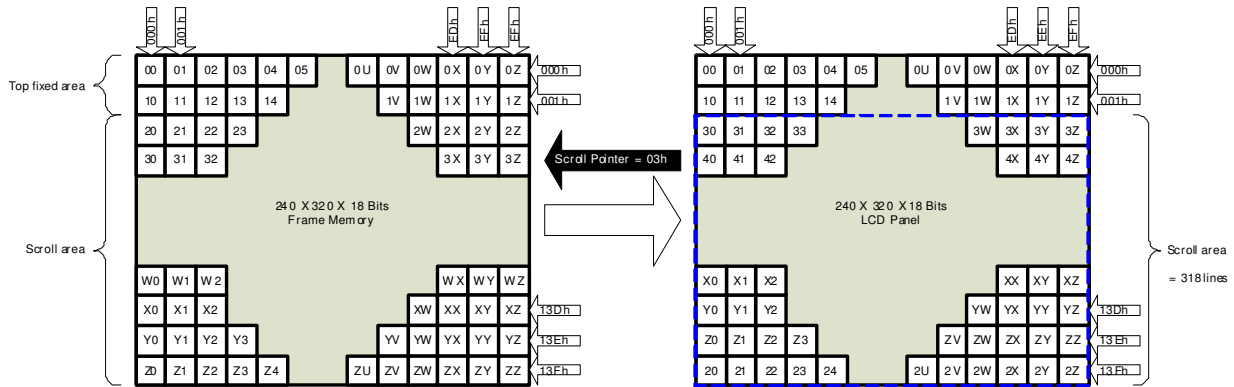 000h 001h EDh EFh EFh 000h 001h EDh EEh EFh
00 01 02 03 04 05 0U 0V 0W 0X 0Y 0Z 000h 00 01 02 03 04 05 0U 0V 0W 0X 0Y 0Z 000h
Top fixed area
10 11 12 13 14 1V 1W 1X 1Y 1Z 001h 10 11 12 13 14 1V 1W 1X 1Y 1Z 001h
20 21 22 23 2W 2X 2Y 2Z 30 31 32 33 3W 3X 3Y 3Z
30 31 32 3X 3Y 3Z Scroll Pointer = 03h 40 41 42 4X 4Y 4Z
240 X 320 X 18 Bits 240 X 320 X 18 Bits
Frame Memory LCD Panel
Scroll area Scroll area
W0 W1 W2 WX WY WZ X0 X1 X2 XX XY XZ = 318 lines
X0 X1 X2 XW XX XY XZ 13Dh Y0 Y1 Y2 YW YX YY YZ 13Dh
Y0 Y1 Y2 Y3 YV YW YX YY YZ 13Eh Z0 Z1 Z2 Z3 ZV ZW ZX ZY ZZ 13Eh
Z0 Z1 Z2 Z3 Z4 ZU ZV ZW ZX ZY ZZ 13Fh 20 21 22 23 24 2U 2V 2W 2X 2Y 2Z 13Fh